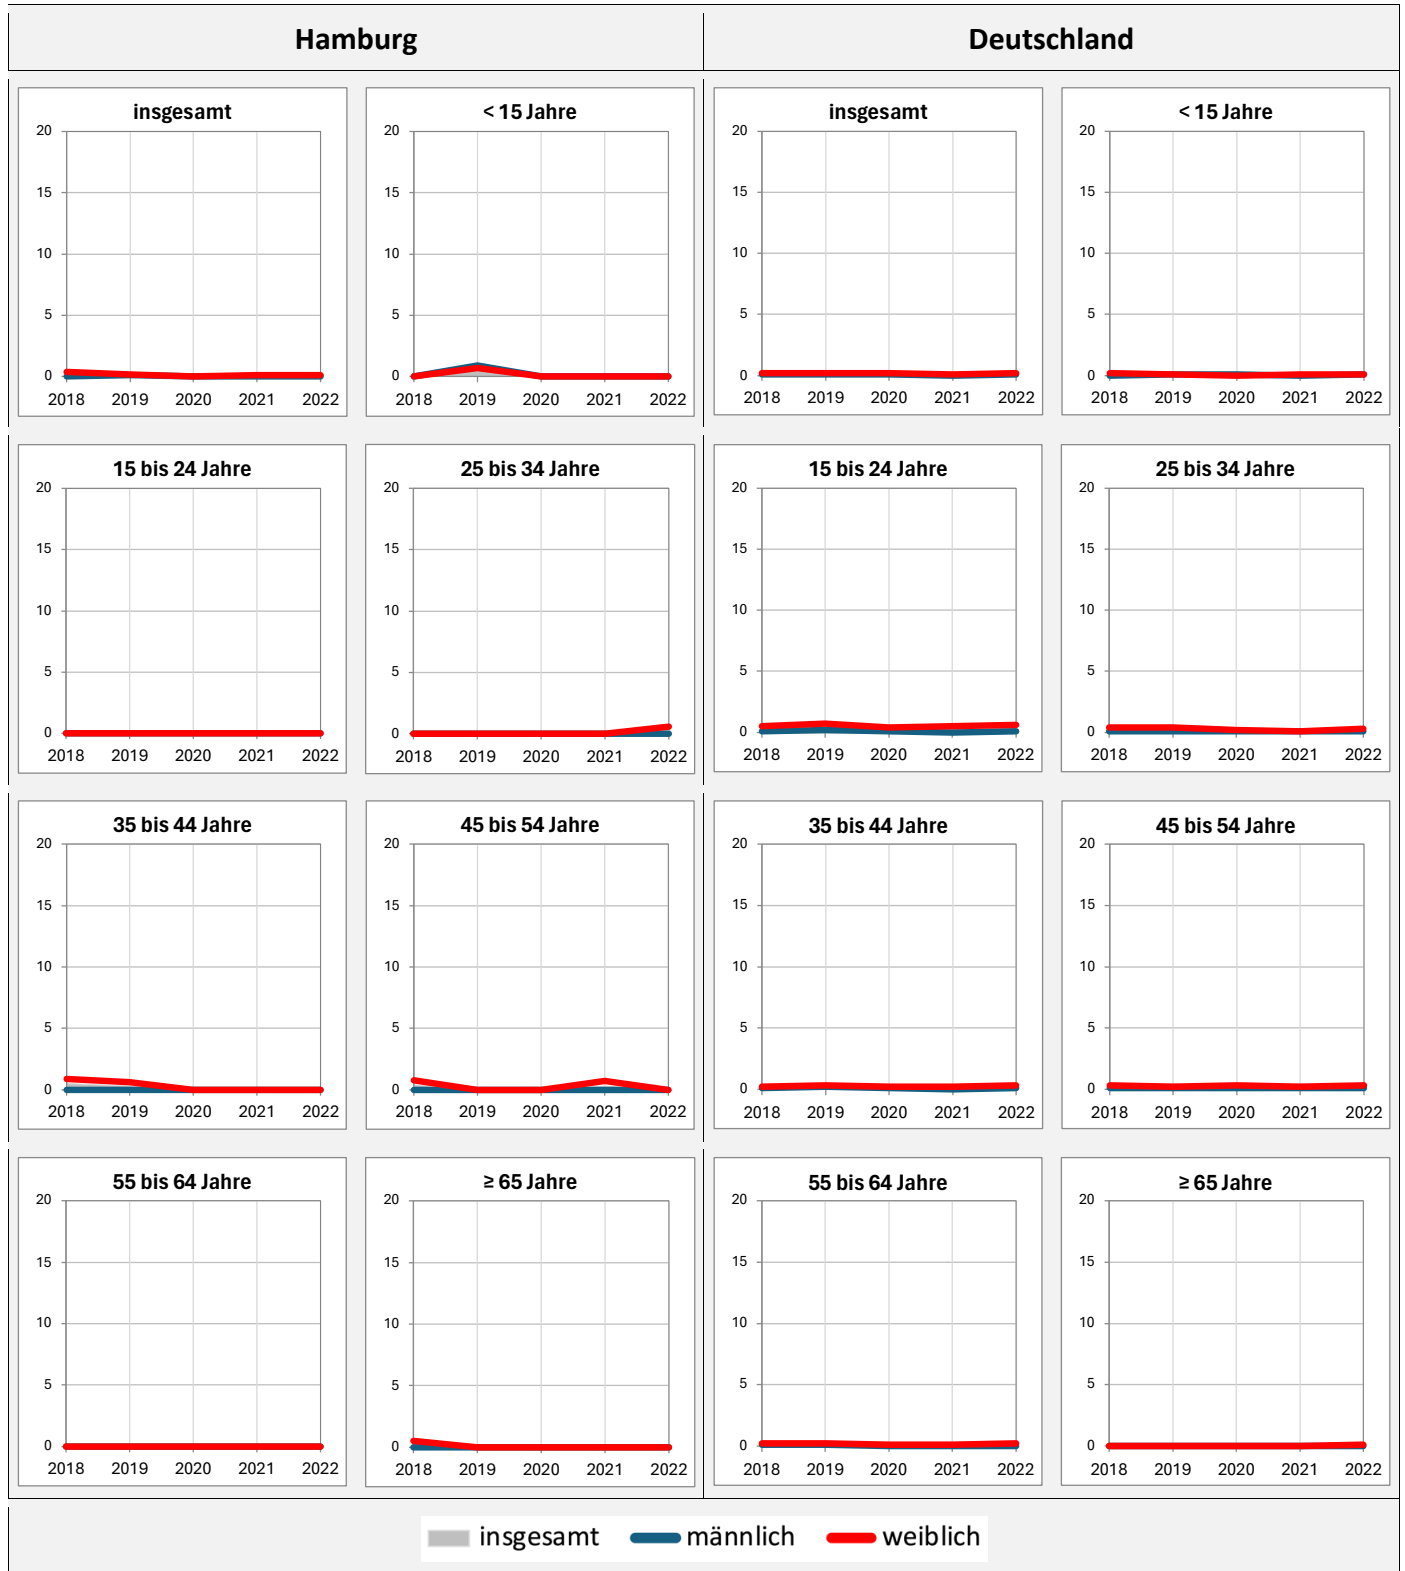 Hamburg Deutschland
insgesamt < 15 Jahre insgesamt < 15 Jahre
20 20 20 20
15 15 15 15
10 10 10 10
5 5 5 5
0 0 0 0
2018 2019 2020 2021 2022 2018 2019 2020 2021 2022 2018 2019 2020 2021 2022 2018 2019 2020 2021 2022
15 bis 24 Jahre 25 bis 34 Jahre 15 bis 24 Jahre 25 bis 34 Jahre
20 20 20 20
15 15 15 15
10 10 10 10
5 5 5 5
0 0 0 0
2018 2019 2020 2021 2022 2018 2019 2020 2021 2022 2018 2019 2020 2021 2022 2018 2019 2020 2021 2022
35 bis 44 Jahre 45 bis 54 Jahre 35 bis 44 Jahre 45 bis 54 Jahre
20 20 20 20
15 15 15 15
10 10 10 10
5 5 5 5
0 0 0 0
2018 2019 2020 2021 2022 2018 2019 2020 2021 2022 2018 2019 2020 2021 2022 2018 2019 2020 2021 2022
55 bis 64 Jahre ≥ 65 Jahre 55 bis 64 Jahre ≥ 65 Jahre
20 20 20 20
15 15 15 15
10 10 10 10
5 5 5 5
0 0 0 0
2018 2019 2020 2021 2022 2018 2019 2020 2021 2022 2018 2019 2020 2021 2022 2018 2019 2020 2021 2022
insgesamt männlich weiblich